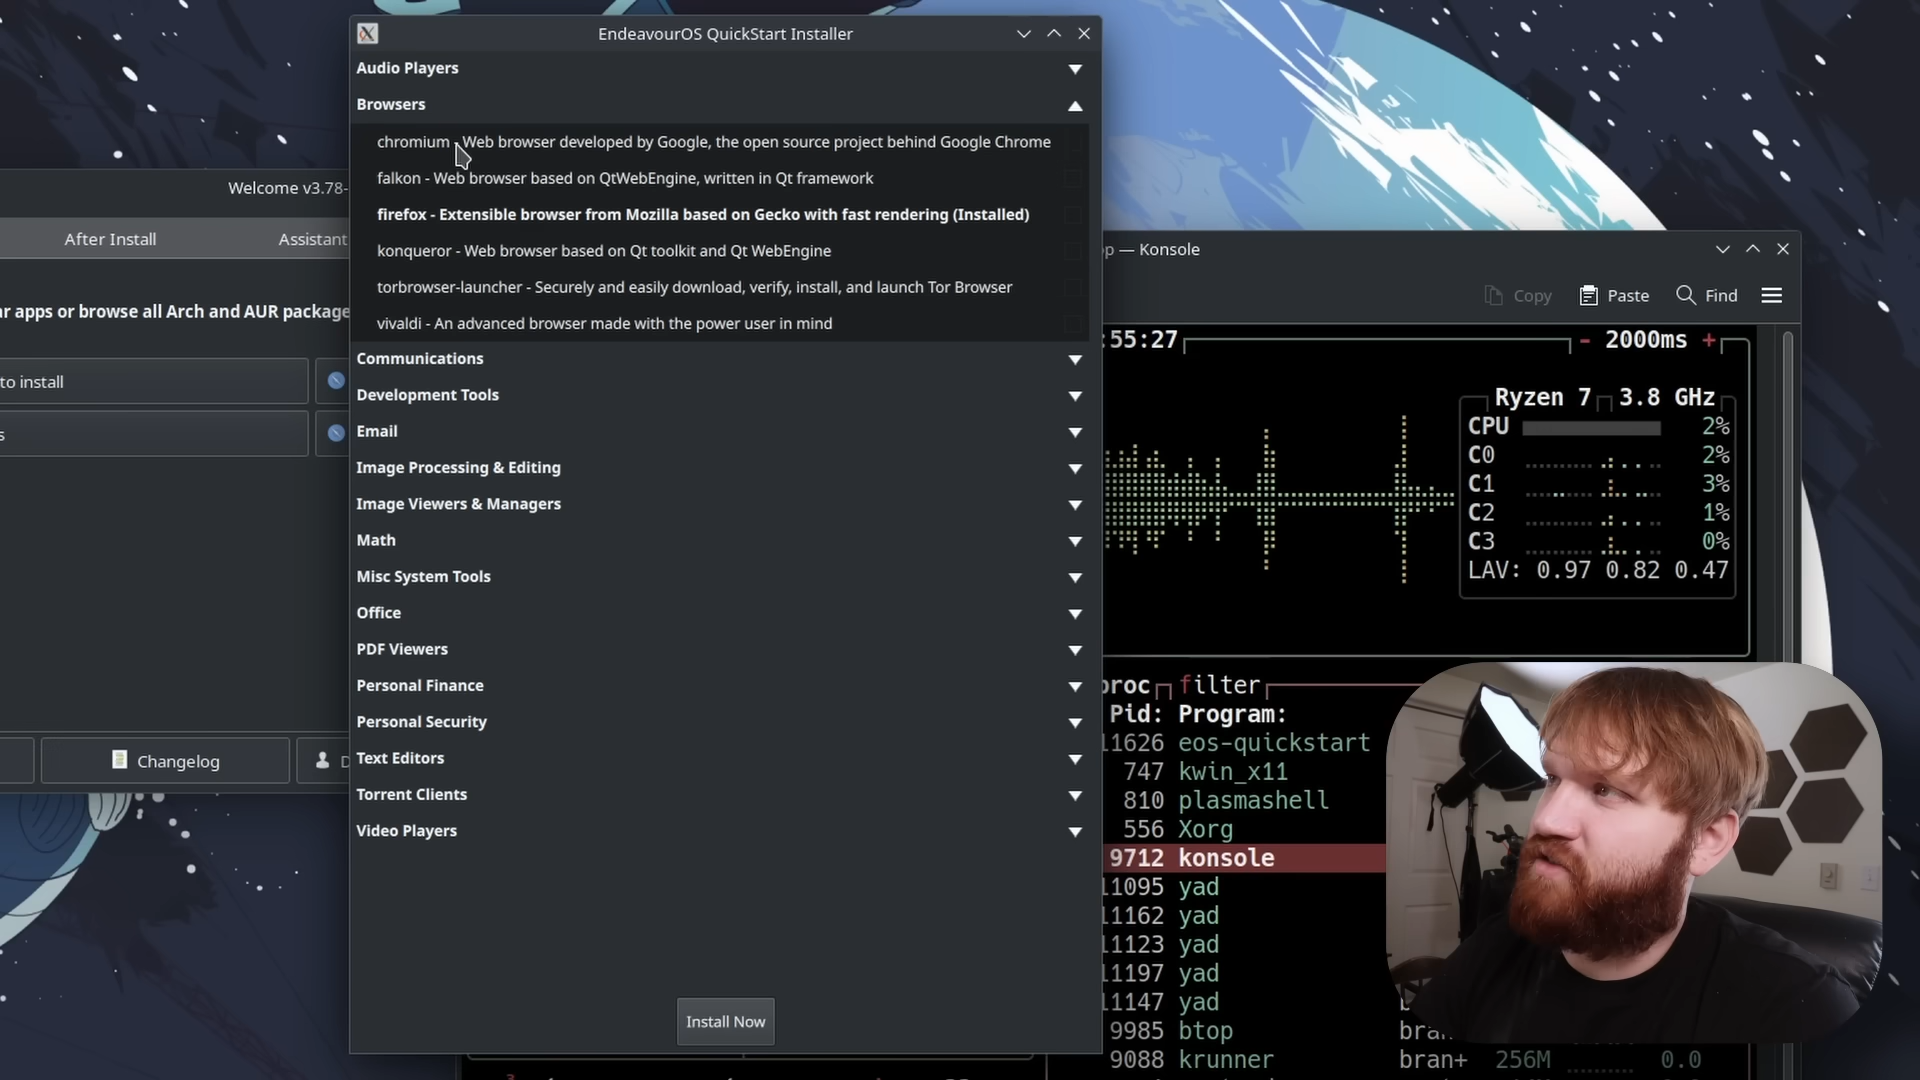 EndeavourOS QuickStart Installer
Audio Players
Browsers
chromium - Web browser developed by Google, the open source project behind Google Chrome
falkon - Web browser based on QtWebEngine, written in Qt framework
firefox - Extensible browser from Mozilla based on Gecko with fast rendering (Installed)
konqueror - Web browser based on Qt toolkit and Qt WebEngine
torbrowser-launcher - Securely and easily download, verify, install, and launch Tor Browser
vivaldi - An advanced browser made with the power user in mind
Communications
Development Tools
Email
Image Processing & Editing
Image Viewers & Managers
Math
Misc System Tools
Office
PDF Viewers
Personal Finance
Personal Security
Text Editors
Torrent Clients
Video Players
Install Now
Welcome v3.78-
After Install
Assistant
ar apps or browse all Arch and AUR package
to install
s
Changelog
D
p — Konsole
Copy
Paste
Find
:55:27
- 2000ms +
Ryzen 7 3.8 GHz
CPU 2%
C0 2%
C1 3%
C2 1%
C3 0%
LAV: 0.97 0.82 0.47
proc filter
Pid: Program:
11626 eos-quickstart
747 kwin_x11
810 plasmashell
556 Xorg
9712 konsole
11095 yad
11162 yad
11123 yad
11197 yad
11147 yad
9985 btop bran+
9088 krunner bran+ 256M 0.0